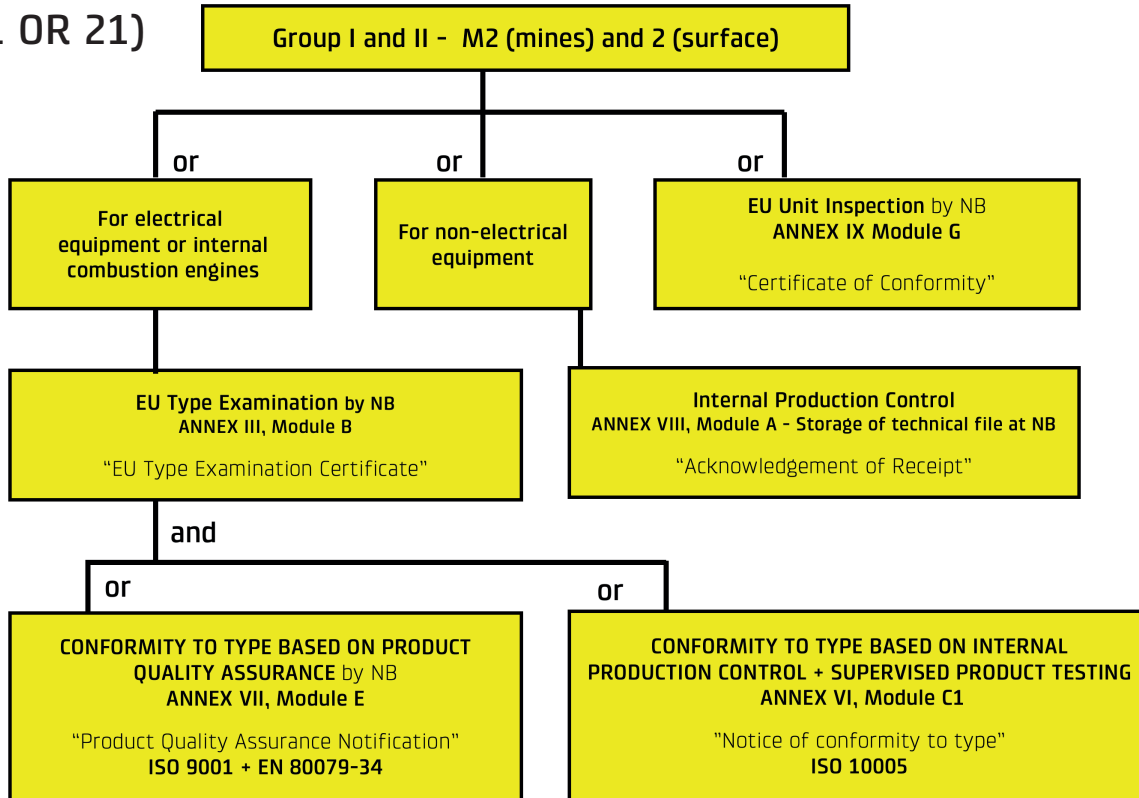 OR 21)
Group I and II - M2 (mines) and 2 (surface)
or
or
or
For electrical
equipment or internal
combustion engines
For non-electrical
equipment
EU Unit Inspection by NB
ANNEX IX Module G
“Certificate of Conformity”
EU Type Examination by NB
ANNEX III, Module B
“EU Type Examination Certificate”
Internal Production Control
ANNEX VIII, Module A - Storage of technical file at NB
“Acknowledgement of Receipt”
and
or
or
CONFORMITY TO TYPE BASED ON PRODUCT
QUALITY ASSURANCE by NB
ANNEX VII, Module E
“Product Quality Assurance Notification”
ISO 9001 + EN 80079-34
CONFORMITY TO TYPE BASED ON INTERNAL
PRODUCTION CONTROL + SUPERVISED PRODUCT TESTING
ANNEX VI, Module C1
”Notice of conformity to type”
ISO 10005